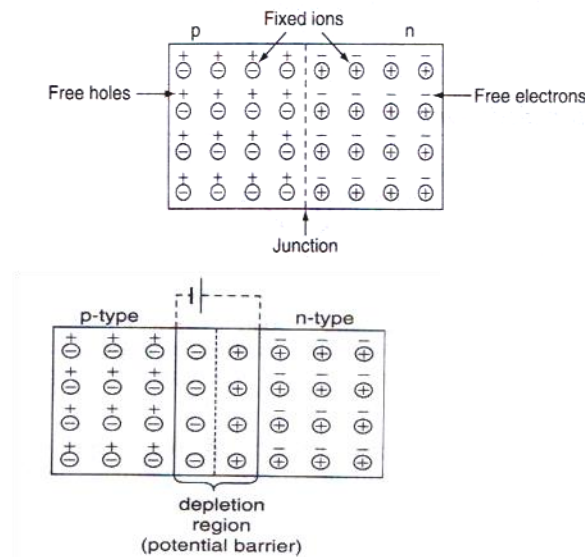 Fixed ions
p n
Free holes
Free electrons
Junction
p-type n-type
depletion
region
(potential barrier)